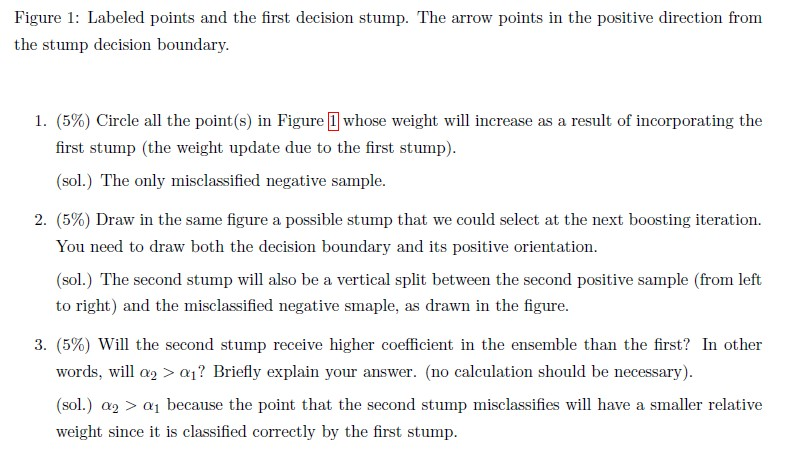 Figure 1: Labeled points and the first decision stump. The arrow points in the positive direction from
the stump decision boundary.
1. (5%) Circle all the point(s) in Figure 1 whose weight will increase as a result of incorporating the
first stump (the weight update due to the first stump).
(sol.) The only misclassified negative sample.
2. (5%) Draw in the same figure a possible stump that we could select at the next boosting iteration.
You need to draw both the decision boundary and its positive orientation.
(sol.) The second stump will also be a vertical split between the second positive sample (from left
to right) and the misclassified negative smaple, as drawn in the figure.
3. (5%) Will the second stump receive higher coefficient in the ensemble than the first? In other
words, will α₂ > α₁? Briefly explain your answer. (no calculation should be necessary).
(sol.) α₂ > α₁ because the point that the second stump misclassifies will have a smaller relative
weight since it is classified correctly by the first stump.